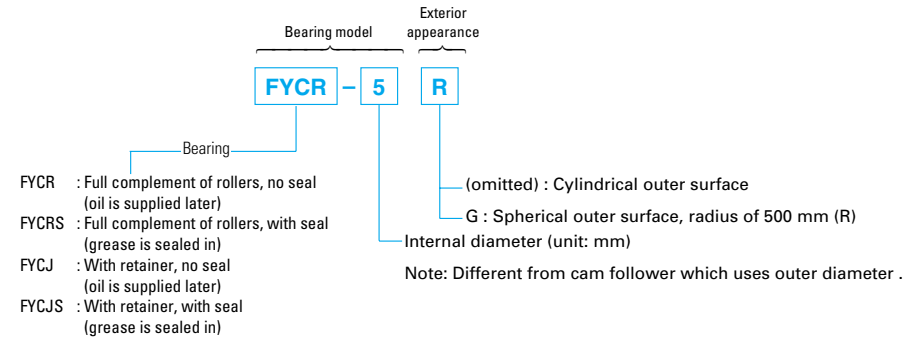 Exterior
Bearing model appearance
FYCR – 5 R
Bearing
FYCR : Full complement of rollers, no seal
(oil is supplied later)
FYCRS : Full complement of rollers, with seal
(grease is sealed in)
FYCJ : With retainer, no seal
(oil is supplied later)
FYCJS : With retainer, with seal
(grease is sealed in)
(omitted) : Cylindrical outer surface
G : Spherical outer surface, radius of 500 mm (R)
Internal diameter (unit: mm)
Note: Different from cam follower which uses outer diameter .